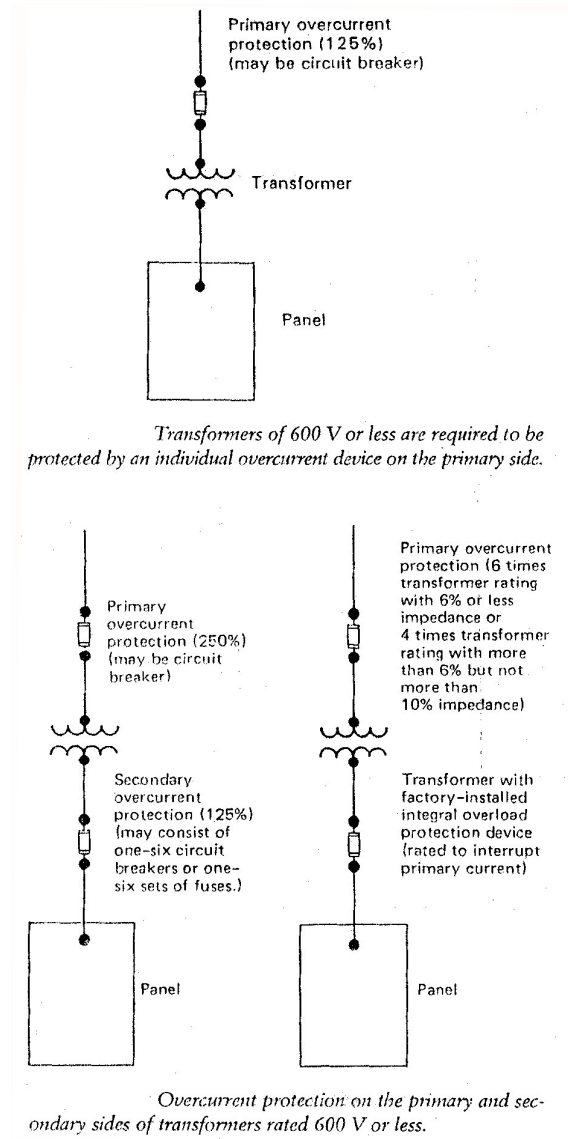 Primary overcurrent
protection (125%)
(may be circuit breaker)
Transformer
Panel
Transformers of 600 V or less are required to be
protected by an individual overcurrent device on the primary side.
Primary
overcurrent
protection (250%)
(may be circuit
breaker)
Secondary
overcurrent
protection (125%)
(may consist of
one-six circuit
breakers or one-
six sets of fuses.)
Panel
Primary overcurrent
protection (6 times
transformer rating
with 6% or less
impedance or
4 times transformer
rating with more
than 6% but not
more than
10% impedance)
Transformer with
factory-installed
integral overload
protection device
(rated to interrupt
primary current)
Panel
Overcurrent protection on the primary and sec-
ondary sides of transformers rated 600 V or less.